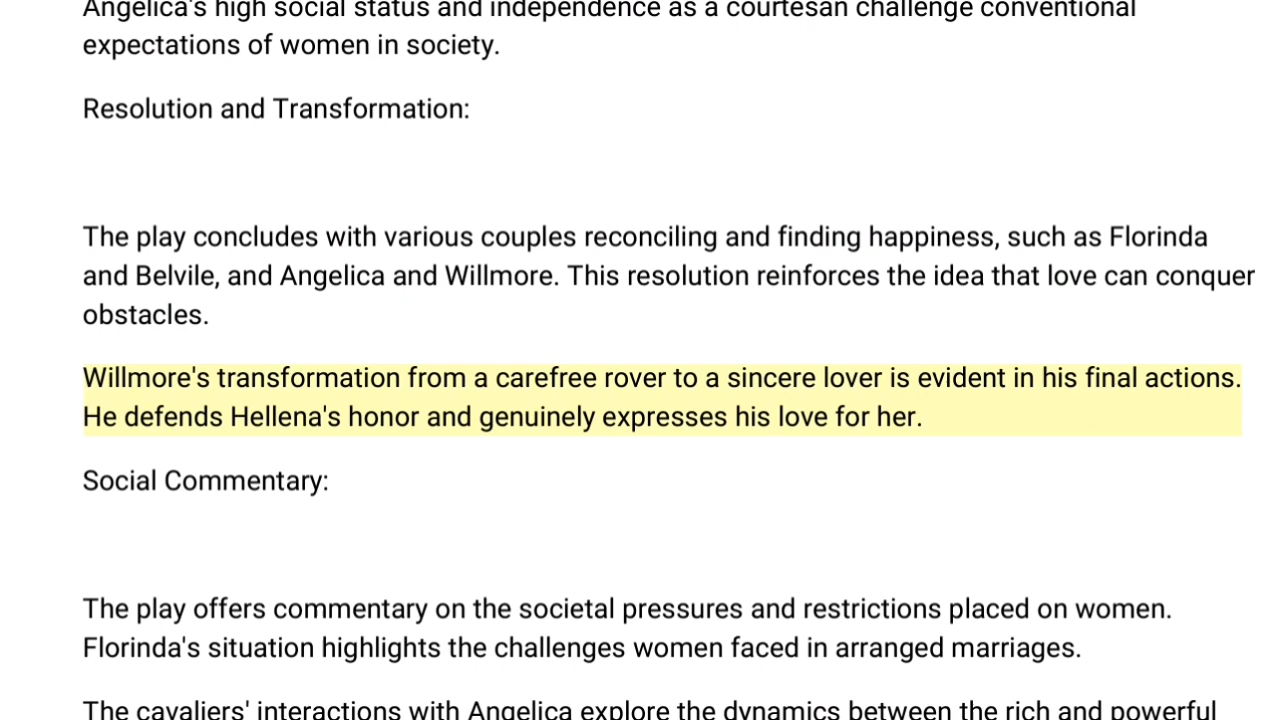 Angelica's high social status and independence as a courtesan challenge conventional
expectations of women in society.
Resolution and Transformation:
The play concludes with various couples reconciling and finding happiness, such as Florinda
and Belvile, and Angelica and Willmore. This resolution reinforces the idea that love can conquer
obstacles.
Willmore's transformation from a carefree rover to a sincere lover is evident in his final actions.
He defends Hellena's honor and genuinely expresses his love for her.
Social Commentary:
The play offers commentary on the societal pressures and restrictions placed on women.
Florinda's situation highlights the challenges women faced in arranged marriages.
The cavaliers' interactions with Angelica explore the dynamics between the rich and powerful